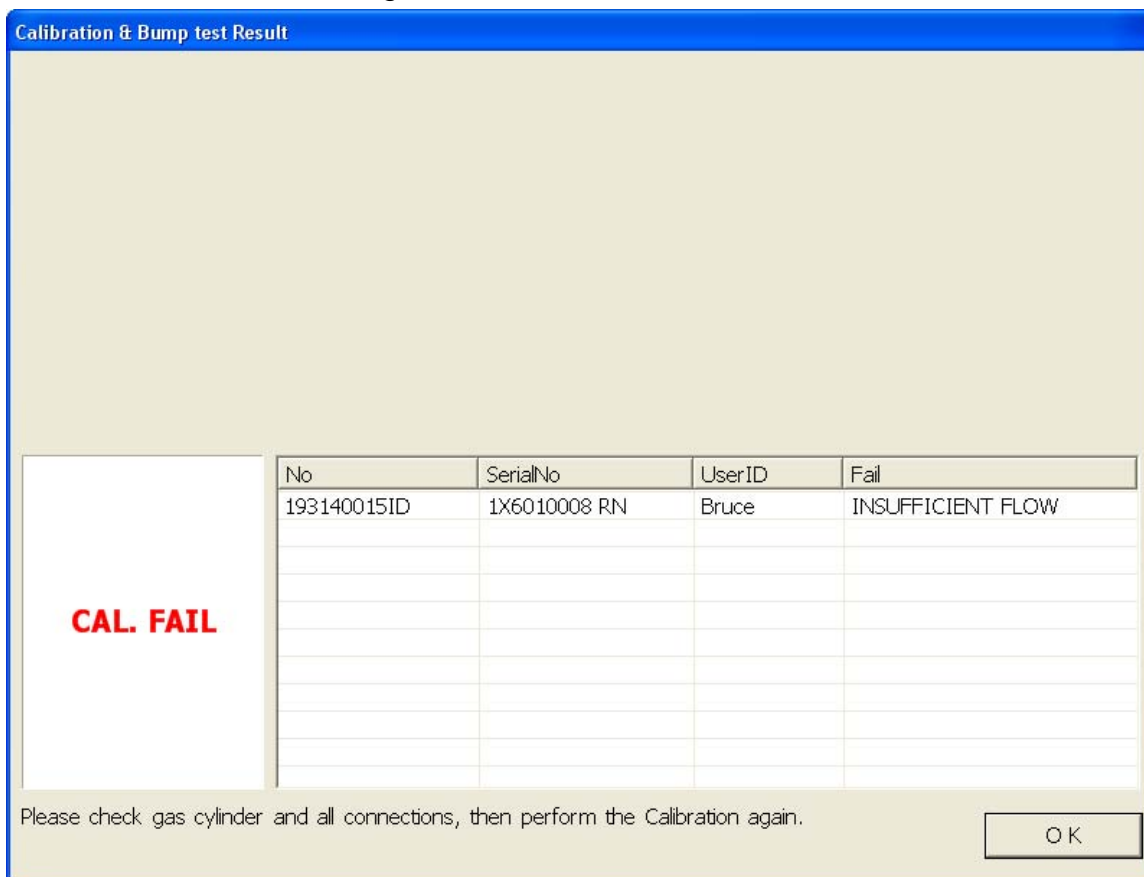 Calibration & Bump test Result
No SerialNo UserID Fail
193140015ID 1X6010008 RN Bruce INSUFFICIENT FLOW
CAL. FAIL
Please check gas cylinder and all connections, then perform the Calibration again.
OK